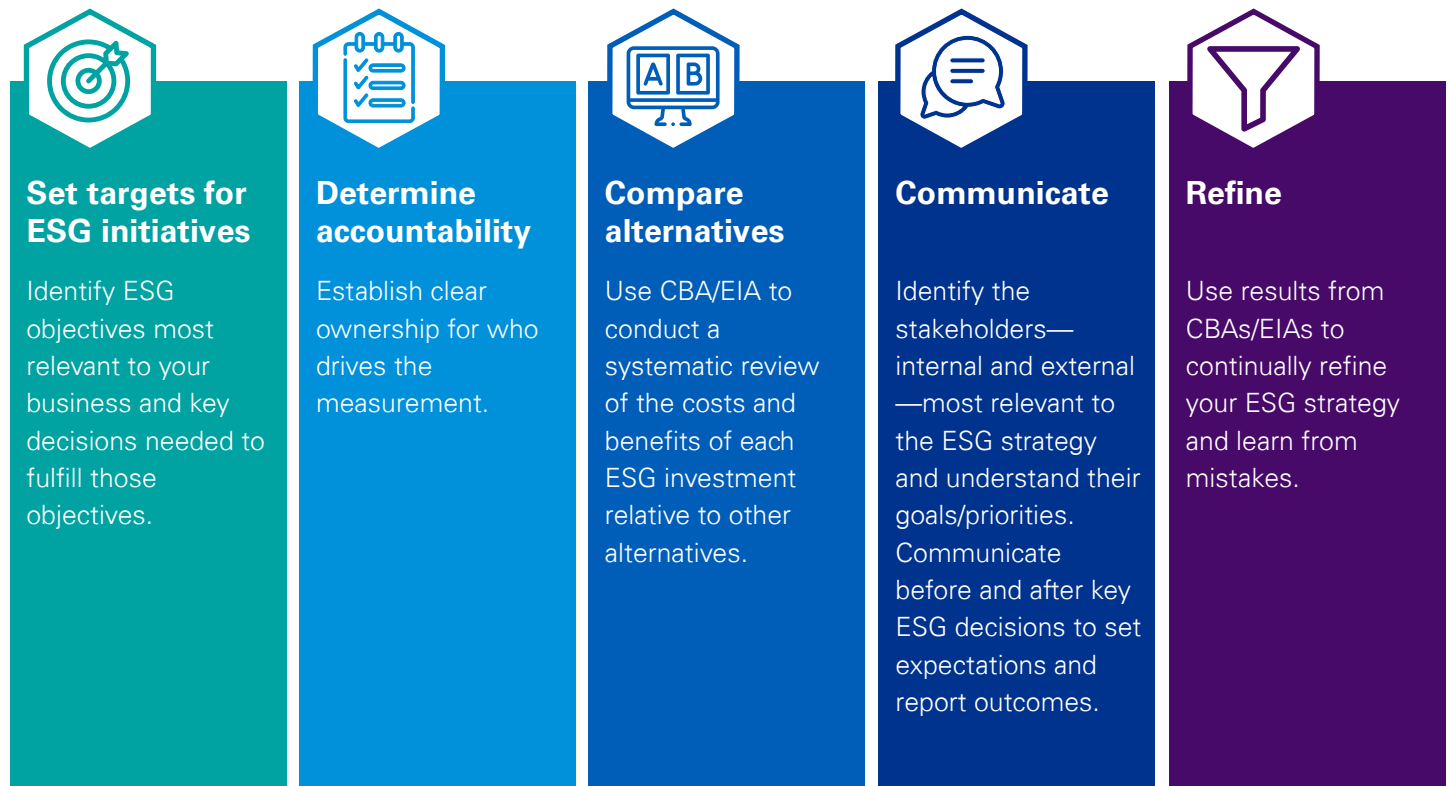 Set targets for
ESG initiatives
Identify ESG
objectives most
relevant to your
business and key
decisions needed to
fulfill those
objectives.
Determine
accountability
Establish clear
ownership for who
drives the
measurement.
A B
Compare
alternatives
Use CBA/EIA to
conduct a
systematic review
of the costs and
benefits of each
ESG investment
relative to other
alternatives.
Communicate
Identify the
stakeholders—
internal and external
—most relevant to
the ESG strategy
and understand their
goals/priorities.
Communicate
before and after key
ESG decisions to set
expectations and
report outcomes.
Refine
Use results from
CBAs/EIAs to
continually refine
your ESG strategy
and learn from
mistakes.